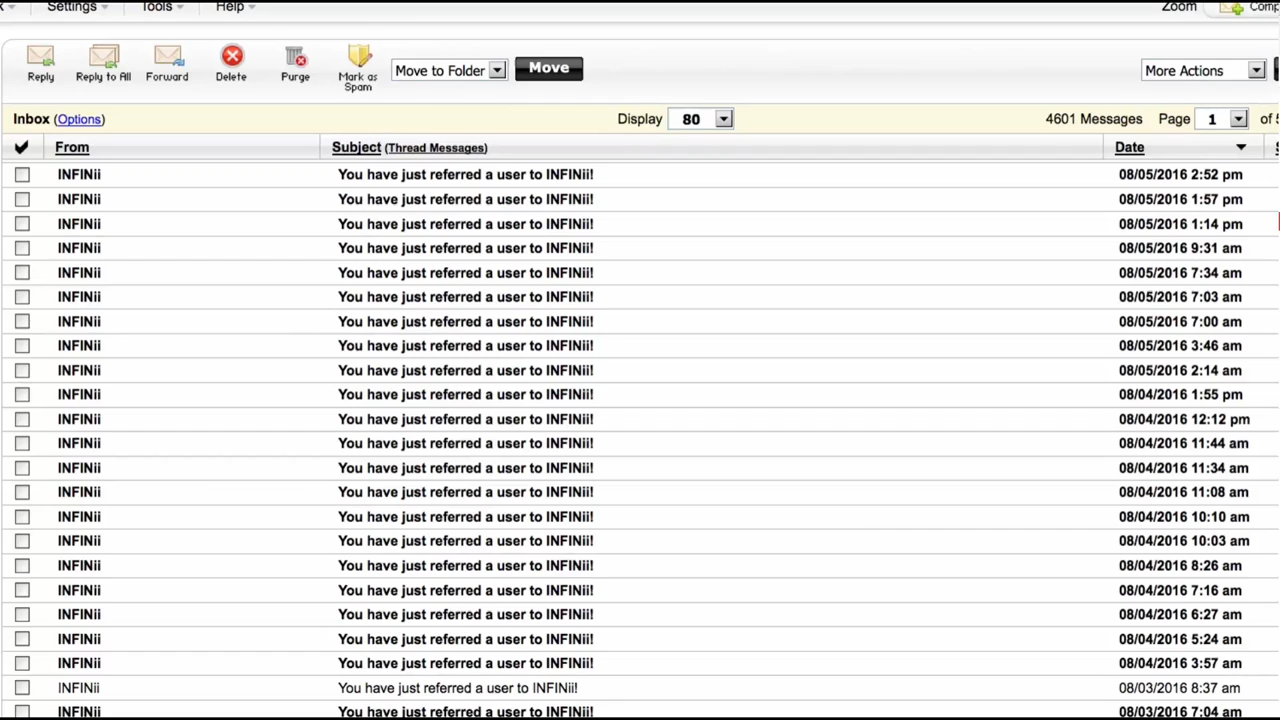 Settings Tools Help Zoom Comp
Reply Reply to All Forward Delete Purge Mark as Spam Move to Folder Move More Actions
Inbox (Options) Display 80 4601 Messages Page 1 of
From Subject (Thread Messages) Date
INFINii You have just referred a user to INFINii! 08/05/2016 2:52 pm
INFINii You have just referred a user to INFINii! 08/05/2016 1:57 pm
INFINii You have just referred a user to INFINii! 08/05/2016 1:14 pm
INFINii You have just referred a user to INFINii! 08/05/2016 9:31 am
INFINii You have just referred a user to INFINii! 08/05/2016 7:34 am
INFINii You have just referred a user to INFINii! 08/05/2016 7:03 am
INFINii You have just referred a user to INFINii! 08/05/2016 7:00 am
INFINii You have just referred a user to INFINii! 08/05/2016 3:46 am
INFINii You have just referred a user to INFINii! 08/05/2016 2:14 am
INFINii You have just referred a user to INFINii! 08/04/2016 1:55 pm
INFINii You have just referred a user to INFINii! 08/04/2016 12:12 pm
INFINii You have just referred a user to INFINii! 08/04/2016 11:44 am
INFINii You have just referred a user to INFINii! 08/04/2016 11:34 am
INFINii You have just referred a user to INFINii! 08/04/2016 11:08 am
INFINii You have just referred a user to INFINii! 08/04/2016 10:10 am
INFINii You have just referred a user to INFINii! 08/04/2016 10:03 am
INFINii You have just referred a user to INFINii! 08/04/2016 8:26 am
INFINii You have just referred a user to INFINii! 08/04/2016 7:16 am
INFINii You have just referred a user to INFINii! 08/04/2016 6:27 am
INFINii You have just referred a user to INFINii! 08/04/2016 5:24 am
INFINii You have just referred a user to INFINii! 08/04/2016 3:57 am
INFINii You have just referred a user to INFINii! 08/03/2016 8:37 am
INFINii You have just referred a user to INFINii! 08/03/2016 7:04 am